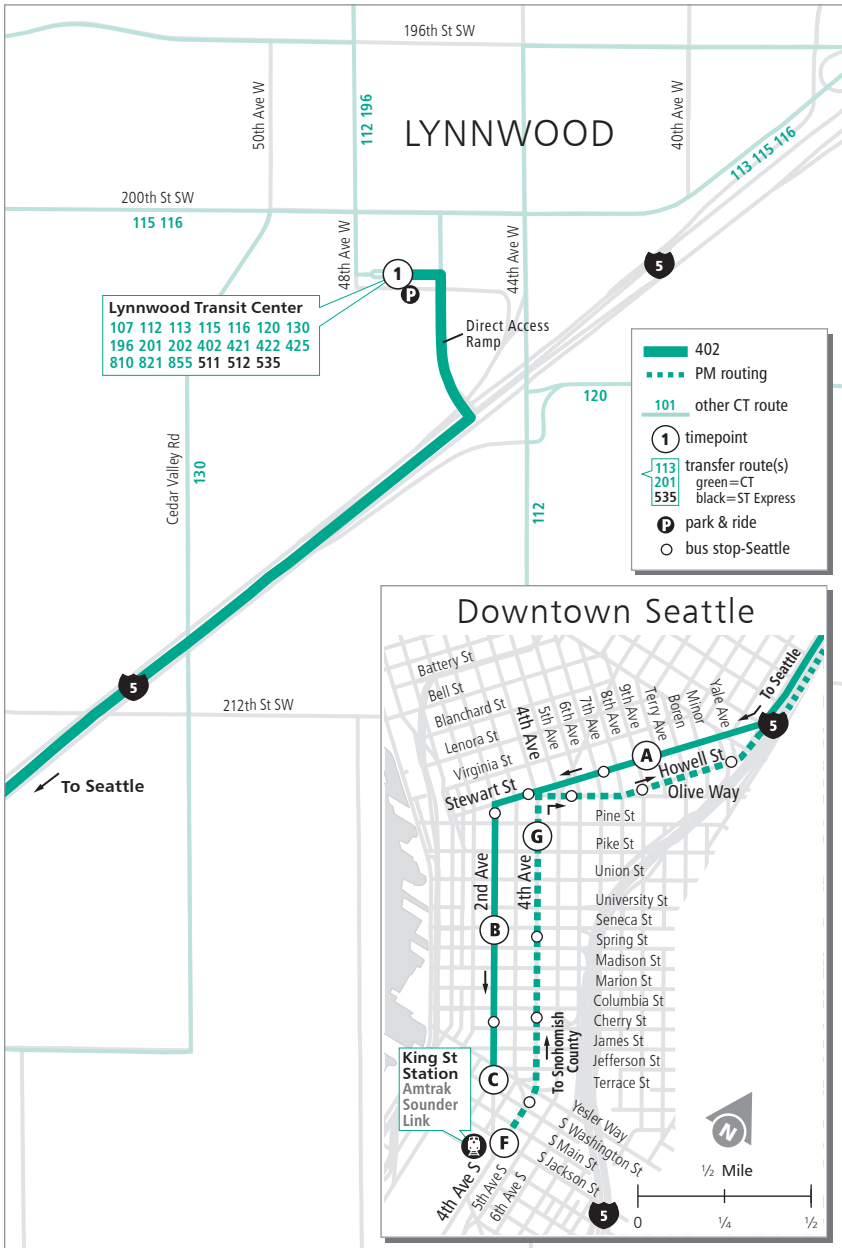 196th St SW
50th Ave W
112 196
40th Ave W
LYNNWOOD
113 115 116
200th St SW
115 116
48th Ave W
44th Ave W
5
1
P
Lynnwood Transit Center
107 112 113 115 116 120 130
196 201 202 402 421 422 425
810 821 855 511 512 535
Direct Access
Ramp
120
Cedar Valley Rd
130
112
5
212th St SW
To Seattle
402
PM routing
101 other CT route
1 timepoint
113 transfer route(s)
201 green=CT
535 black=ST Express
P park & ride
bus stop-Seattle
Downtown Seattle
Battery St
Bell St
Blanchard St
Lenora St
Virginia St
Stewart St
4th Ave
5th Ave
6th Ave
7th Ave
8th Ave
9th Ave
Terry Ave
Boren
Minor
Yale Ave
To Seattle
5
A
Howell St
Olive Way
Pine St
G
Pike St
Union St
2nd Ave
4th Ave
University St
Seneca St
B
Spring St
Madison St
Marion St
Columbia St
Cherry St
James St
Jefferson St
Terrace St
To Snohomish
County
King St
Station
Amtrak
Sounder
Link
C
F
Yesler Way
S Washington St
S Main St
S Jackson St
4th Ave S
5th Ave S
6th Ave S
5
N
½ Mile
0 ¼ ½